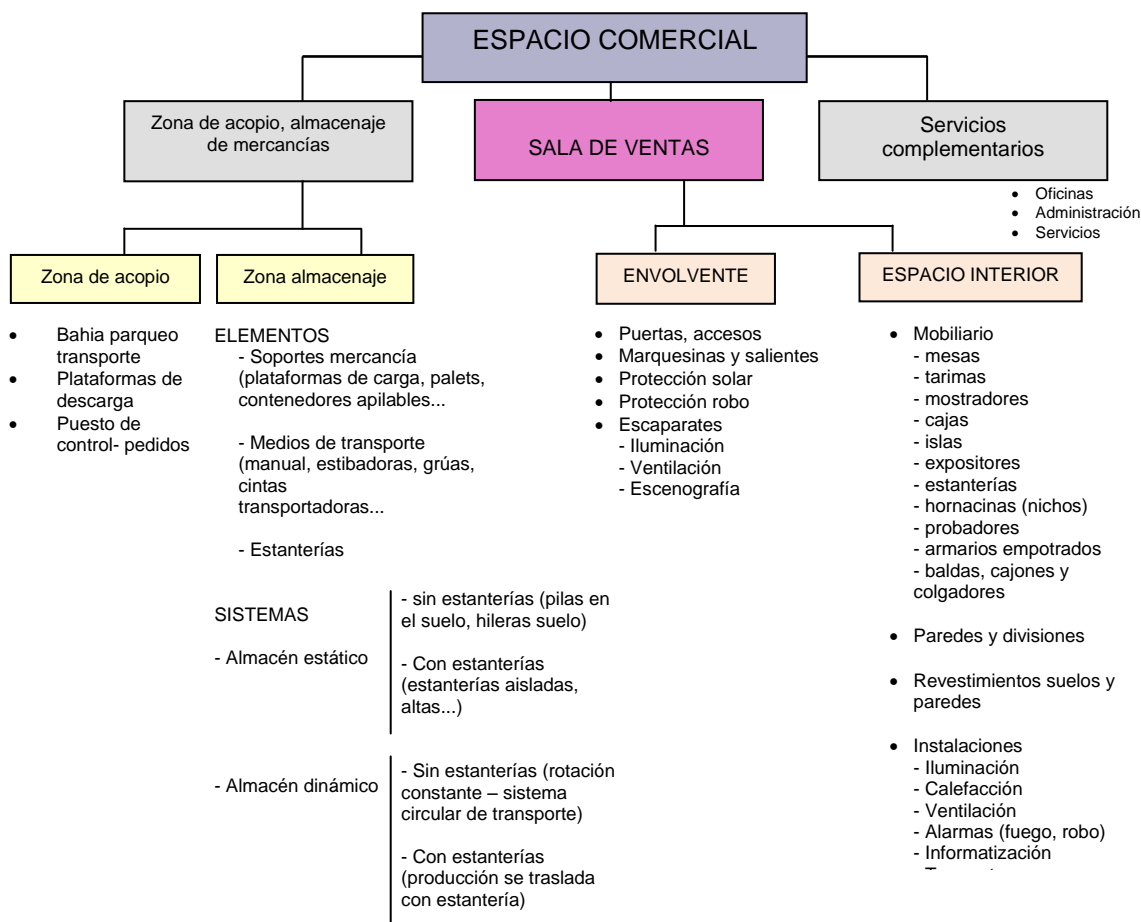 ESPACIO COMERCIAL
Zona de acopio, almacenaje
de mercancías
SALA DE VENTAS
Servicios
complementarios
• Oficinas
• Administración
• Servicios
Zona de acopio
• Bahia parqueo
transporte
• Plataformas de
descarga
• Puesto de
control- pedidos
Zona almacenaje
ELEMENTOS
- Soportes mercancía
(plataformas de carga, palets,
contenedores apilables...
- Medios de transporte
(manual, estibadoras, grúas,
cintas
transportadoras...
- Estanterías
SISTEMAS
- Almacén estático
- sin estanterías (pilas en
el suelo, hileras suelo)
- Con estanterías
(estanterías aisladas,
altas...)
- Almacén dinámico
- Sin estanterías (rotación
constante – sistema
circular de transporte)
- Con estanterías
(producción se traslada
con estantería)
ENVOLVENTE
• Puertas, accesos
• Marquesinas y salientes
• Protección solar
• Protección robo
• Escaparates
- Iluminación
- Ventilación
- Escenografía
ESPACIO INTERIOR
• Mobiliario
- mesas
- tarimas
- mostradores
- cajas
- islas
- expositores
- estanterías
- hornacinas (nichos)
- probadores
- armarios empotrados
- baldas, cajones y
colgadores
• Paredes y divisiones
• Revestimientos suelos y
paredes
• Instalaciones
- Iluminación
- Calefacción
- Ventilación
- Alarmas (fuego, robo)
- Informatización